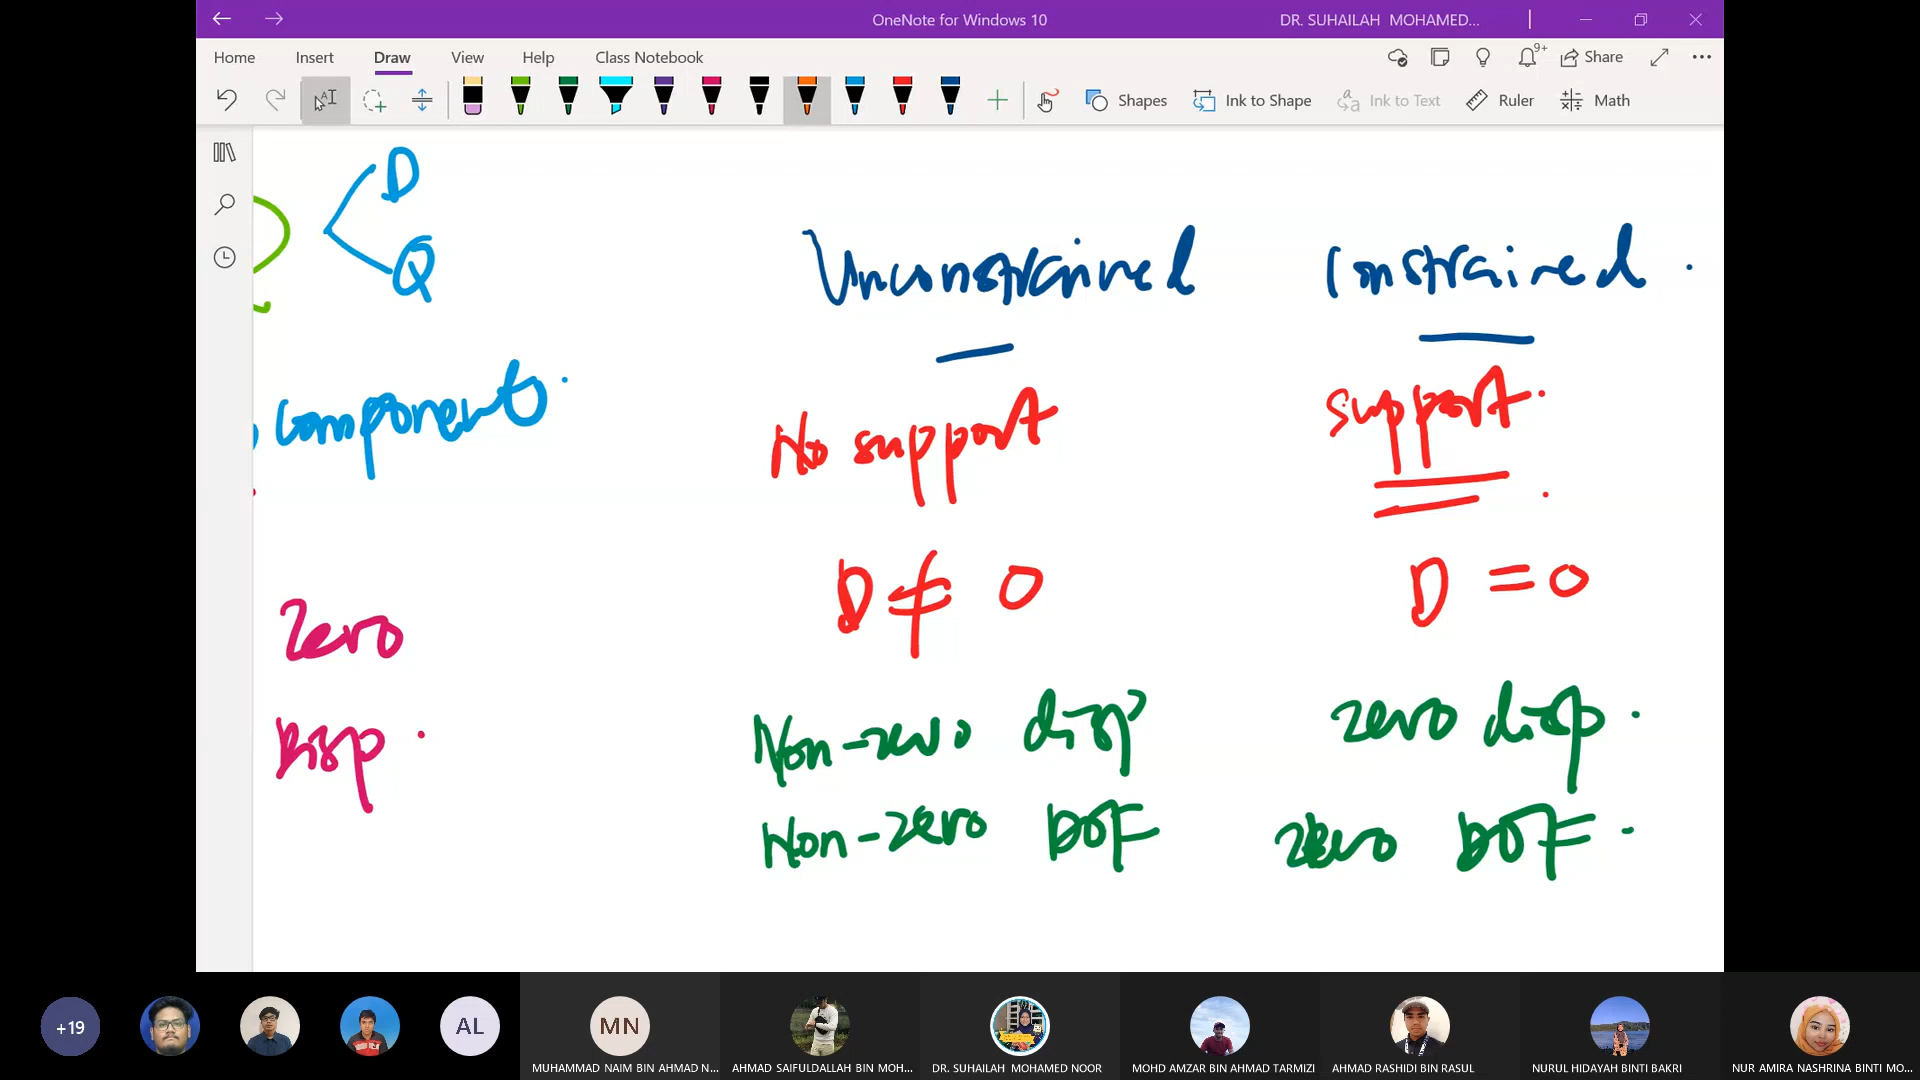 OneNote for Windows 10
DR. SUHAILAH MOHAMED...
Home Insert Draw View Help Class Notebook
9+ Share
Shapes Ink to Shape Ink to Text Ruler Math
D
Q
Unconstrained Constrained.
component.
No support support.
D ≠ 0 D = 0
Zero
Disp.
Non-zero disp zero disp.
Non-zero DOF zero DOF.
+19
AL
MN
MUHAMMAD NAIM BIN AHMAD N... AHMAD SAIFULDALLAH BIN MOH... DR. SUHAILAH MOHAMED NOOR MOHD AMZAR BIN AHMAD TARMIZI AHMAD RASHIDI BIN RASUL NURUL HIDAYAH BINTI BAKRI NUR AMIRA NASHRINA BINTI MO...